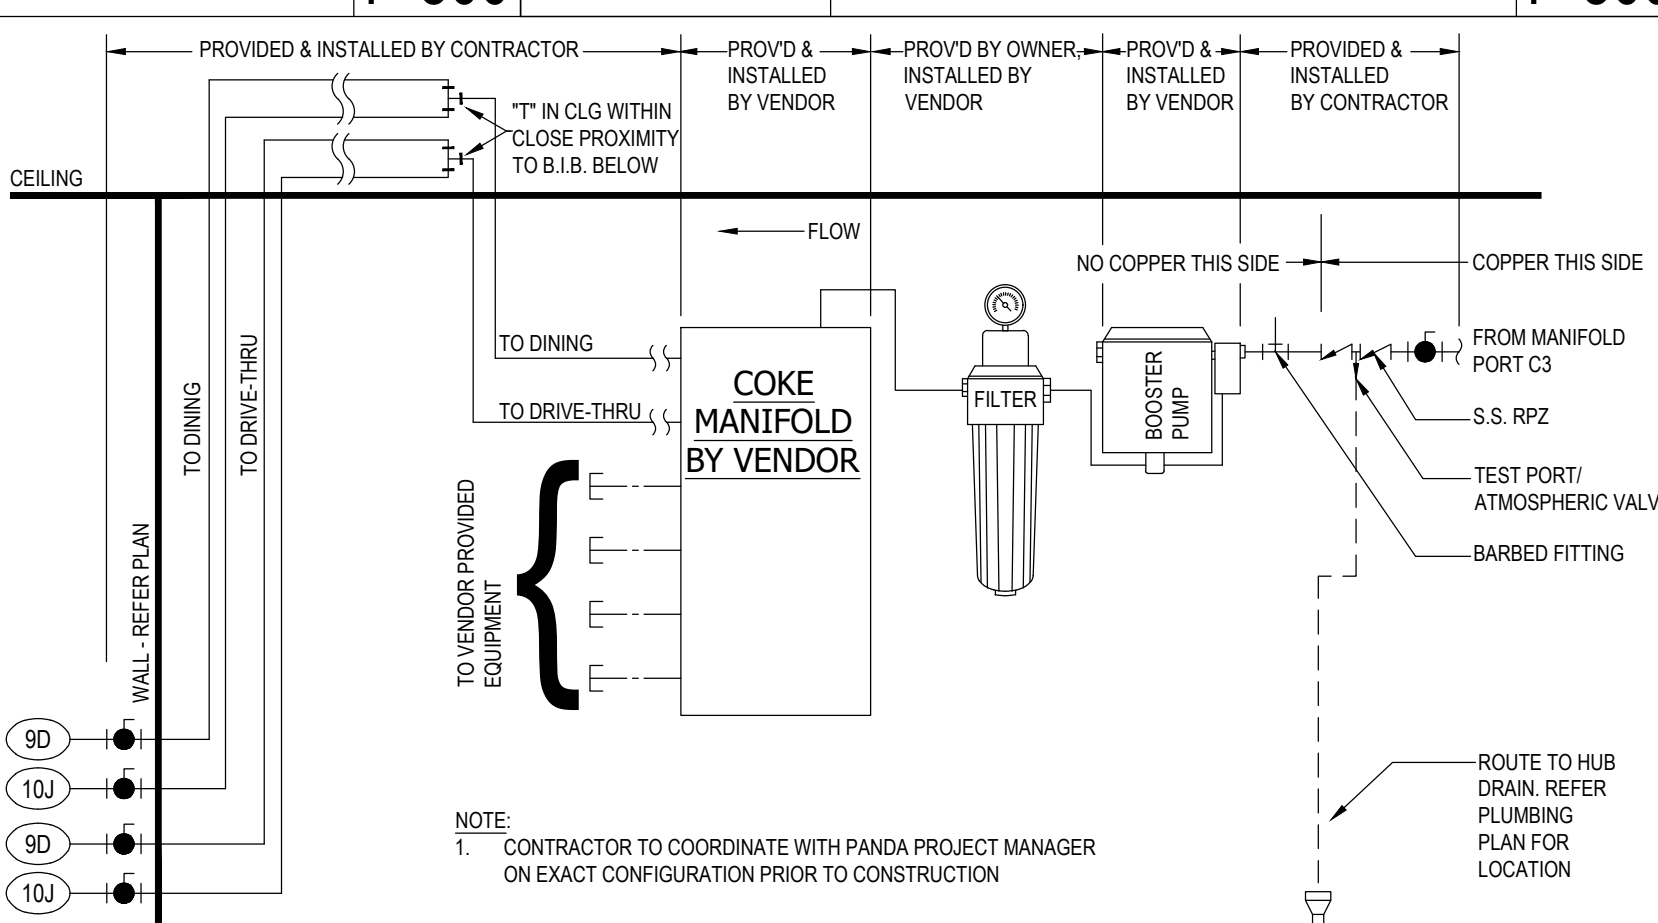 PROVIDED & INSTALLED BY CONTRACTOR
PROV'D &
INSTALLED
BY VENDOR
PROV'D BY OWNER,
INSTALLED BY
VENDOR
PROV'D &
INSTALLED
BY VENDOR
PROVIDED &
INSTALLED
BY CONTRACTOR
"T" IN CLG WITHIN
CLOSE PROXIMITY
TO B.I.B. BELOW
CEILING
FLOW
NO COPPER THIS SIDE
COPPER THIS SIDE
FROM MANIFOLD
PORT C3
TO DINING
TO DRIVE-THRU
TO DINING
TO DRIVE-THRU
COKE
MANIFOLD
BY VENDOR
FILTER
BOOSTER
PUMP
S.S. RPZ
TEST PORT/
ATMOSPHERIC VALV
BARBED FITTING
TO VENDOR PROVIDED
EQUIPMENT
WALL - REFER PLAN
9D
10J
9D
10J
ROUTE TO HUB
DRAIN. REFER
PLUMBING
PLAN FOR
LOCATION
NOTE:
1. CONTRACTOR TO COORDINATE WITH PANDA PROJECT MANAGER
ON EXACT CONFIGURATION PRIOR TO CONSTRUCTION